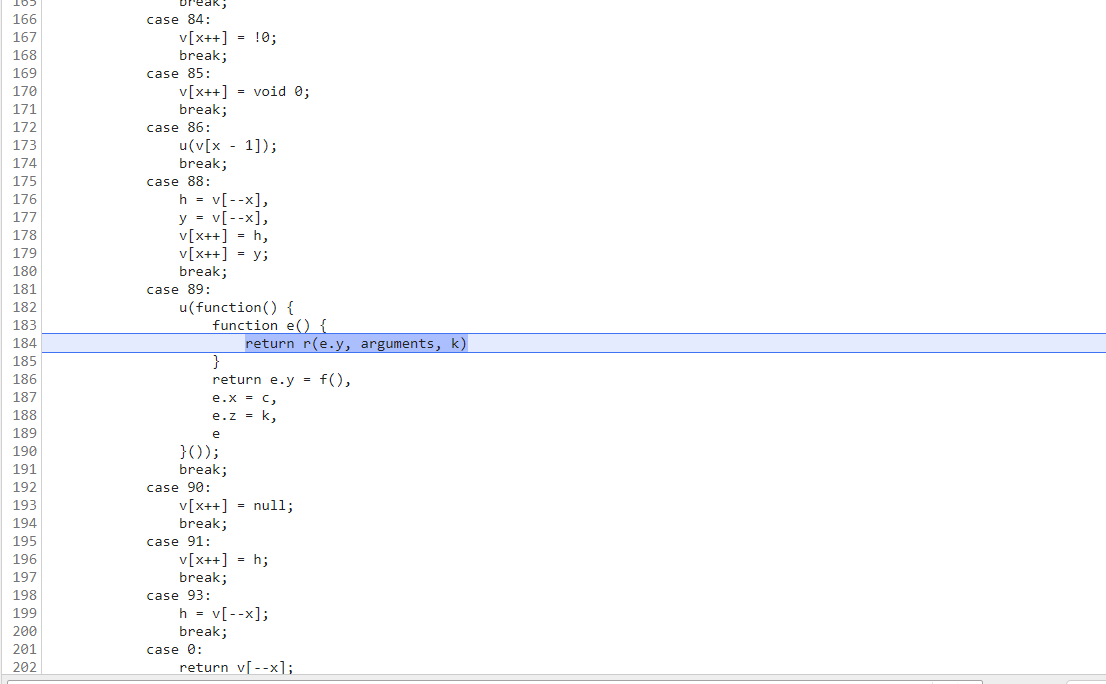 165 break;
166 case 84:
167 v[x++] = !0;
168 break;
169 case 85:
170 v[x++] = void 0;
171 break;
172 case 86:
173 u(v[x - 1]);
174 break;
175 case 88:
176 h = v[--x],
177 y = v[--x],
178 v[x++] = h,
179 v[x++] = y;
180 break;
181 case 89:
182 u(function() {
183 function e() {
184 return r(e.y, arguments, k)
185 }
186 return e.y = f(),
187 e.x = c,
188 e.z = k,
189 e
190 }());
191 break;
192 case 90:
193 v[x++] = null;
194 break;
195 case 91:
196 v[x++] = h;
197 break;
198 case 93:
199 h = v[--x];
200 break;
201 case 0:
202 return v[--x];